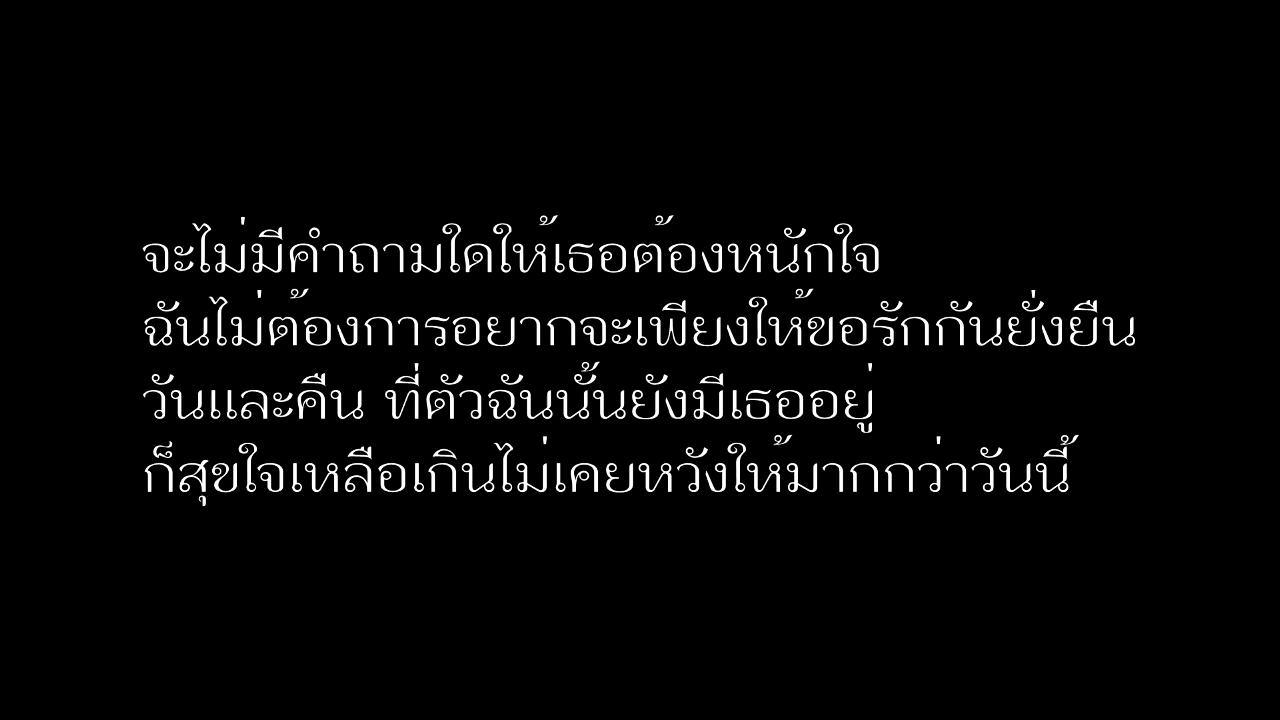 จะไม่มีคำถามใดให้เธอต้องหนักใจ
ฉันไม่ต้องการอยากจะเพียงให้ขอรักกันยั่งยืน
วันและคืน ที่ตัวฉันนั้นยังมีเธออยู่
ก็สุขใจเหลือเกินไม่เคยหวังให้มากกว่าวันนี้